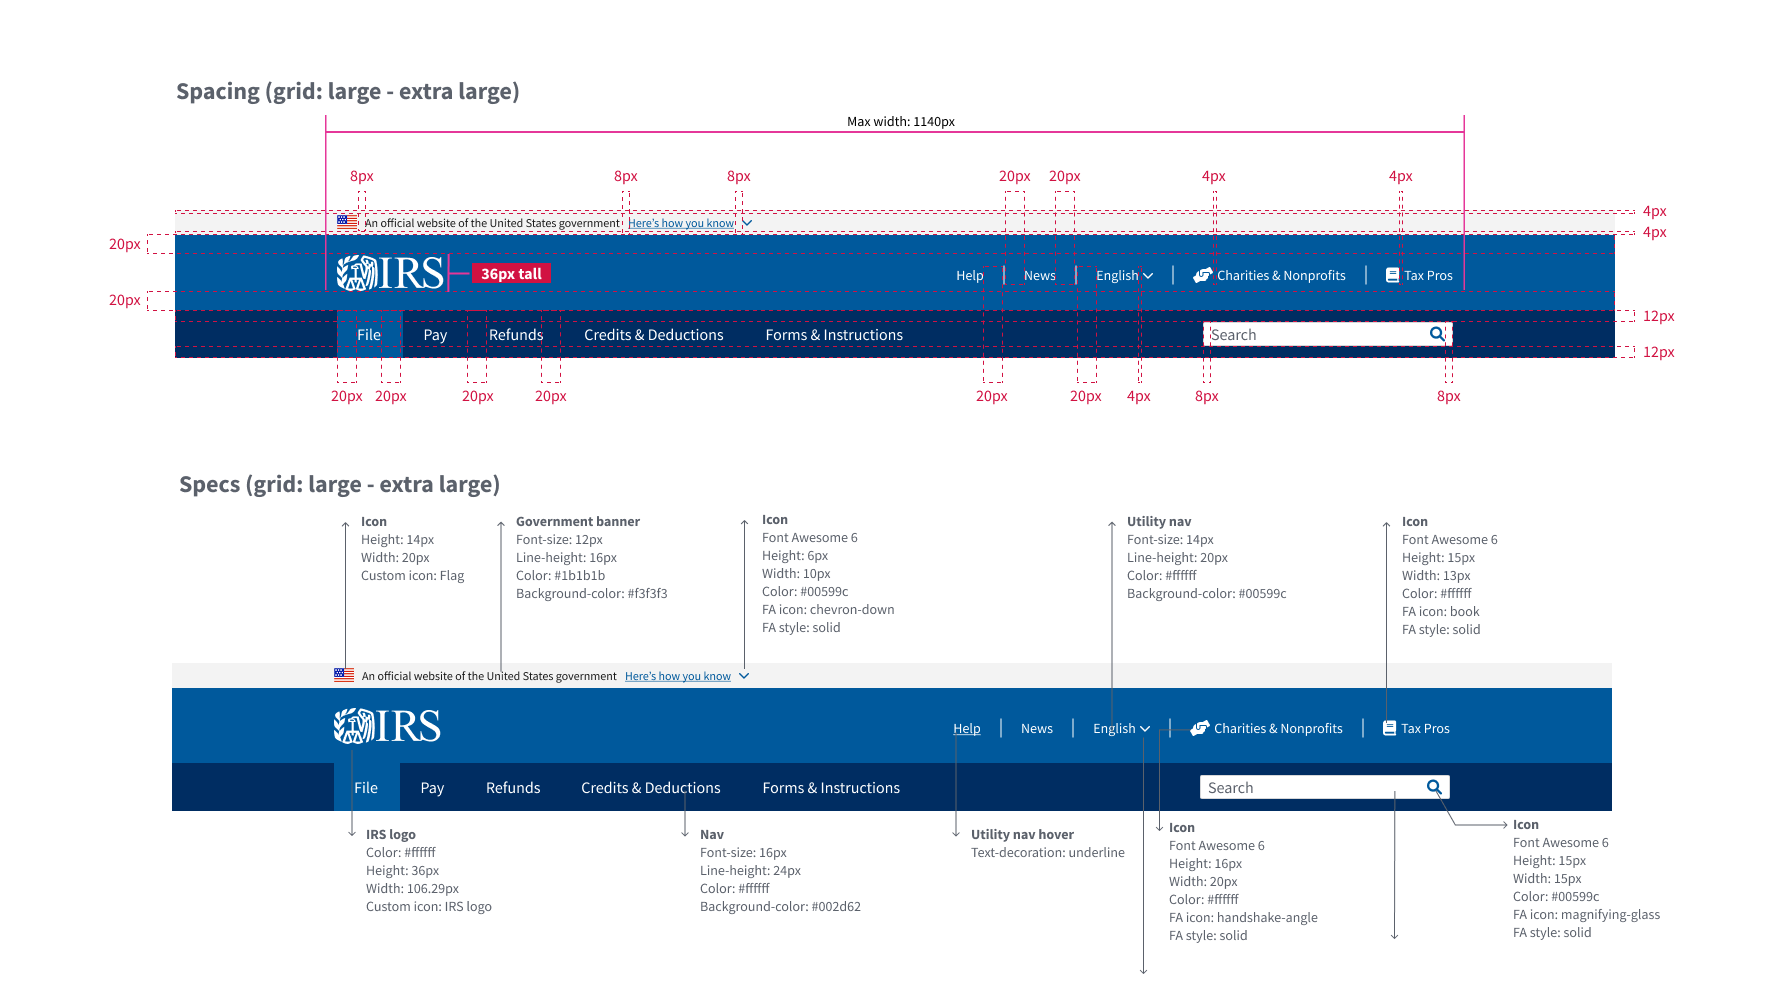 Spacing (grid: large - extra large)
Max width: 1140px
8px 8px 8px 20px 20px 4px 4px
4px
An official website of the United States government Here's how you know
4px
20px
IRS 36px tall
Help News English Charities & Nonprofits Tax Pros
20px
12px
File Pay Refunds Credits & Deductions Forms & Instructions Search
12px
20px 20px 20px 20px 20px 20px 4px 8px 8px
Specs (grid: large - extra large)
Icon
Height: 14px
Width: 20px
Custom icon: Flag
Government banner
Font-size: 12px
Line-height: 16px
Color: #1b1b1b
Background-color: #f3f3f3
Icon
Font Awesome 6
Height: 6px
Width: 10px
Color: #00599c
FA icon: chevron-down
FA style: solid
Utility nav
Font-size: 14px
Line-height: 20px
Color: #ffffff
Background-color: #00599c
Icon
Font Awesome 6
Height: 15px
Width: 13px
Color: #ffffff
FA icon: book
FA style: solid
An official website of the United States government Here's how you know
IRS
Help News English Charities & Nonprofits Tax Pros
File Pay Refunds Credits & Deductions Forms & Instructions Search
IRS logo
Color: #ffffff
Height: 36px
Width: 106.29px
Custom icon: IRS logo
Nav
Font-size: 16px
Line-height: 24px
Color: #ffffff
Background-color: #002d62
Utility nav hover
Text-decoration: underline
Icon
Font Awesome 6
Height: 16px
Width: 20px
Color: #ffffff
FA icon: handshake-angle
FA style: solid
Icon
Font Awesome 6
Height: 15px
Width: 15px
Color: #00599c
FA icon: magnifying-glass
FA style: solid